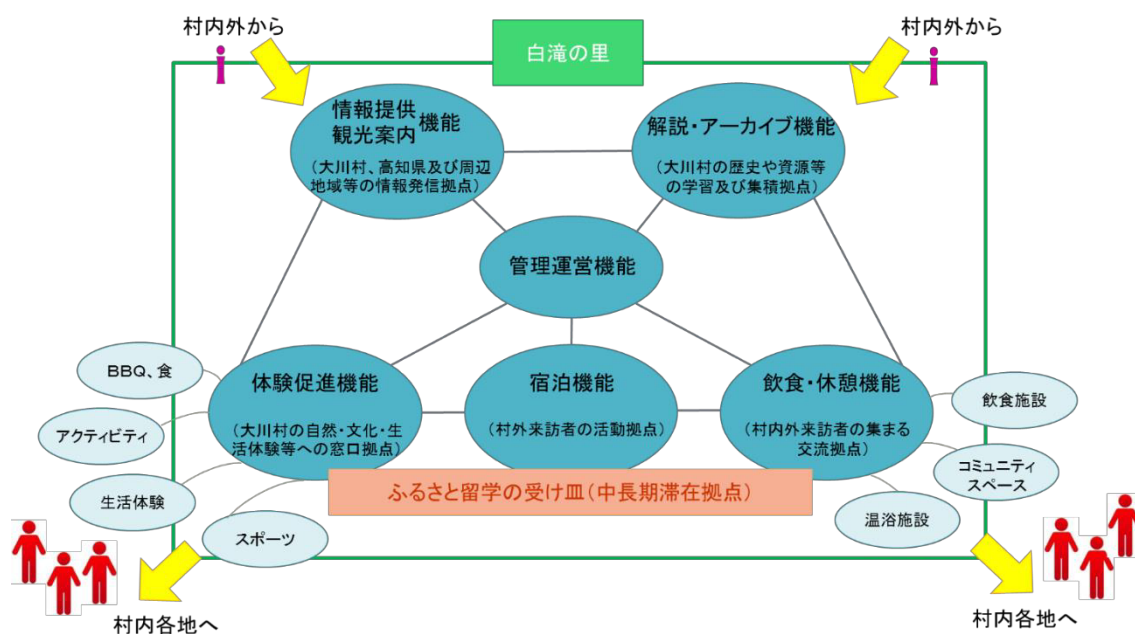 村内外から
白滝の里
村内外から
情報提供
観光案内
機能
(大川村、高知県及び周辺
地域等の情報発信拠点)
解説・アーカイブ機能
(大川村の歴史や資源等
の学習及び集積拠点)
管理運営機能
体験促進機能
(大川村の自然・文化・生
活体験等への窓口拠点)
宿泊機能
(村外来訪者の活動拠点)
飲食・休憩機能
(村内外来訪者の集まる
交流拠点)
BBQ、食
アクティビティ
生活体験
スポーツ
飲食施設
コミュニティ
スペース
温浴施設
ふるさと留学の受け皿(中長期滞在拠点)
村内各地へ
村内各地へ